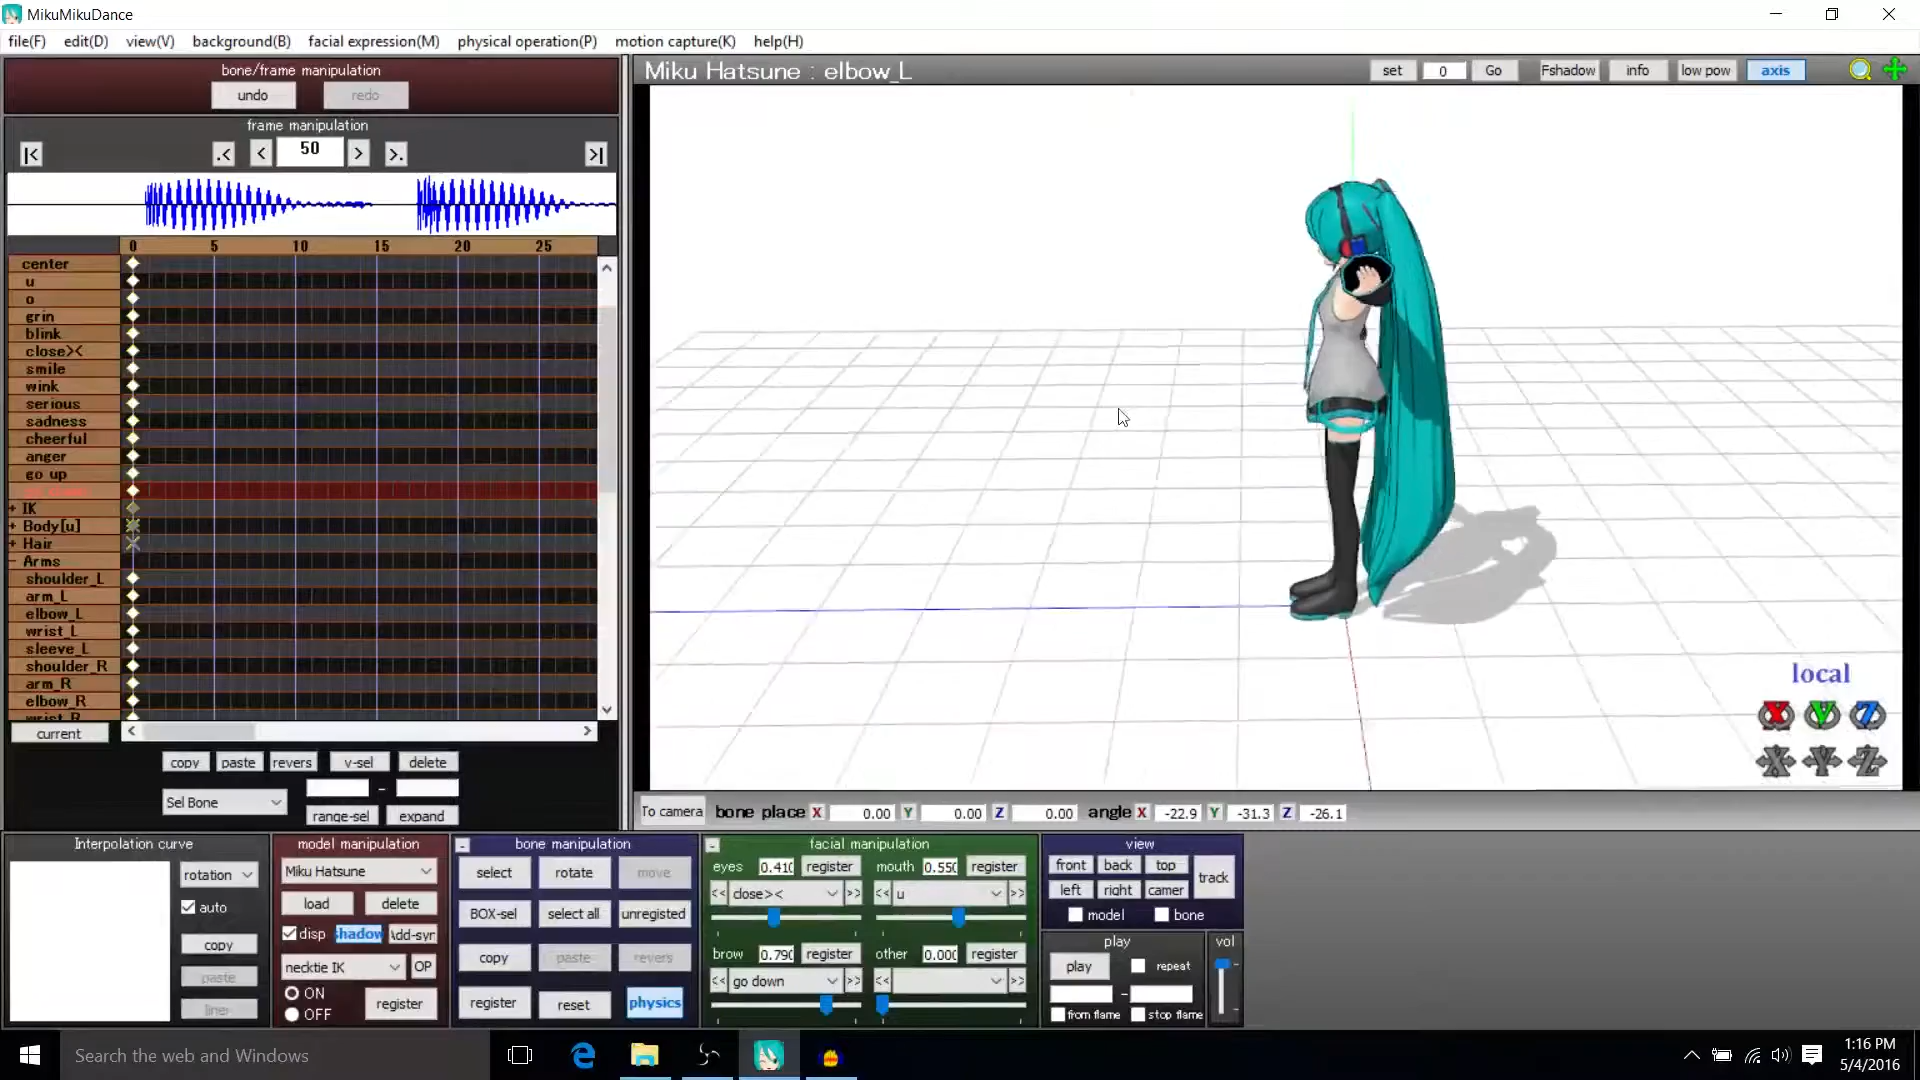 MikuMikuDance
file(F) edit(D) view(V) background(B) facial expression(M) physical operation(P) motion capture(K) help(H)
bone/frame manipulation
undo redo
frame manipulation
|< .< < 50 > >. >|
0 5 10 15 20 25
center
u
o
grin
blink
close><
smile
wink
serious
sadness
cheerful
anger
go up
+ IK
+ Body[u]
+ Hair
- Arms
shoulder_L
arm_L
elbow_L
wrist_L
sleeve_L
shoulder_R
arm_R
elbow_R
wrist_R
current
copy paste revers v-sel delete
Sel Bone -
range-sel expand
Miku Hatsune : elbow_L
set 0 Go Fshadow info low pow axis
local
X Y Z
X Y Z
To camera bone place X 0.00 Y 0.00 Z 0.00 angle X -22.9 Y -31.3 Z -26.1
Interpolation curve
rotation
auto
copy
paste
liner
model manipulation
Miku Hatsune
load delete
disp shadow Add-syn
necktie IK OP
ON
OFF
register
- bone manipulation
select rotate move
BOX-sel select all unregisted
copy paste revers
register reset physics
- facial manipulation
eyes 0.410 register mouth 0.550 register
<< close>< >> << u >>
brow 0.790 register other 0.000 register
<< go down >> << >>
view
front back top
left right camer
track
model bone
play
play repeat
-
from flame stop flame
vol
Search the web and Windows
1:16 PM
5/4/2016